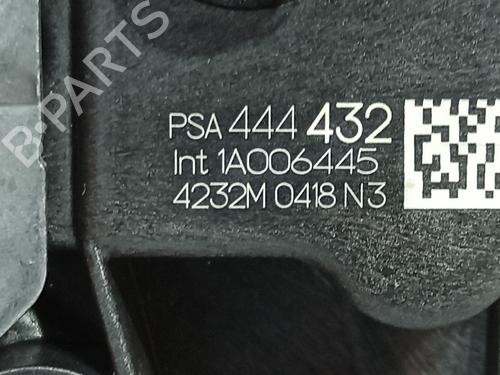 B-PARTS
PSA 444 432
Int 1A006445
4232M 0418 N3